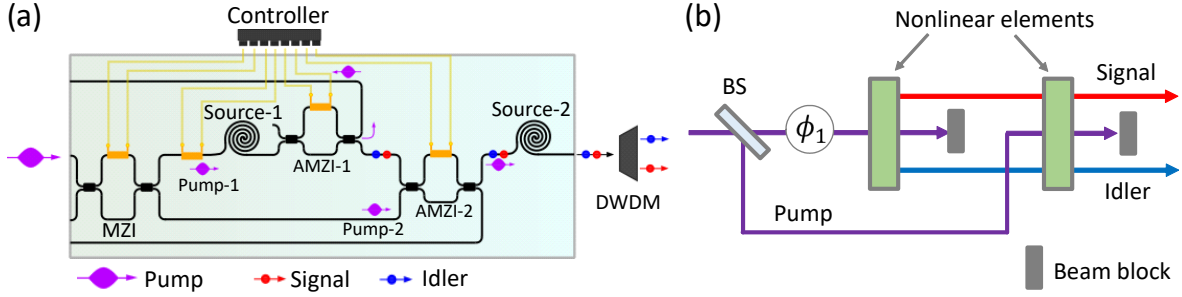 (a)
Controller
Source-1
Source-2
Pump-1
AMZI-1
MZI
Pump-2
AMZI-2
DWDM
Pump
Signal
Idler
(b)
Nonlinear elements
BS
Signal
ϕ1
Idler
Pump
Beam block